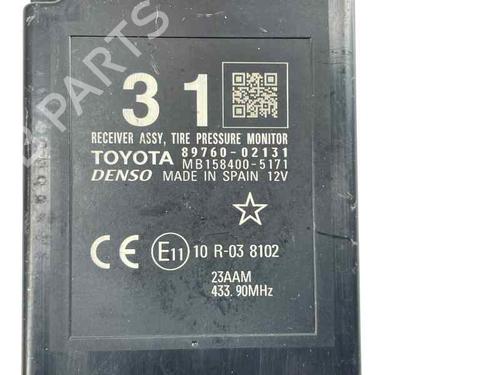 31
RECEIVER ASSY, TIRE PRESSURE MONITOR
TOYOTA 89760-02131
DENSO MB158400-5171
MADE IN SPAIN 12V
CE E11 10 R-03 8102
23AAM
433.90MHz
B PARTS